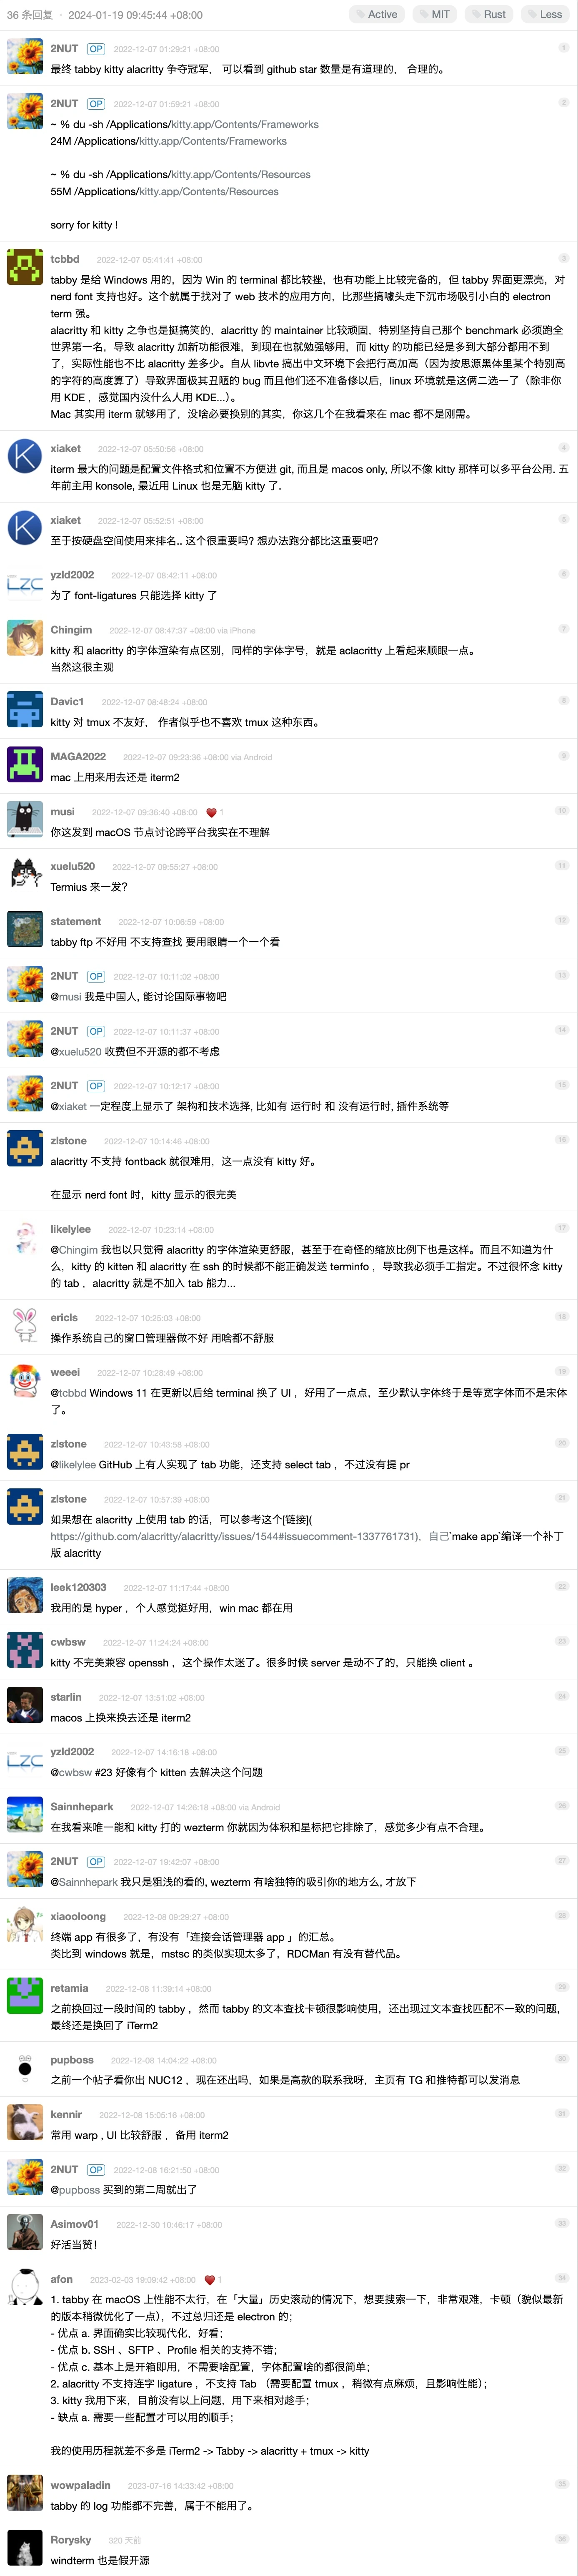 36 条回复 · 2024-01-19 09:45:44 +08:00
Active
MIT
Rust
Less
2NUT OP 2022-12-07 01:29:21 +08:00
1
最终 tabby kitty alacritty 争夺冠军， 可以看到 github star 数量是有道理的， 合理的。
2NUT OP 2022-12-07 01:59:21 +08:00
2
~ % du -sh /Applications/kitty.app/Contents/Frameworks
24M /Applications/kitty.app/Contents/Frameworks
~ % du -sh /Applications/kitty.app/Contents/Resources
55M /Applications/kitty.app/Contents/Resources
sorry for kitty !
tcbbd 2022-12-07 05:41:41 +08:00
3
tabby 是给 Windows 用的，因为 Win 的 terminal 都比较挫，也有功能上比较完备的，但 tabby 界面更漂亮，对
nerd font 支持也好。这个就属于找对了 web 技术的应用方向，比那些搞噱头走下沉市场吸引小白的 electron
term 强。
alacritty 和 kitty 之争也是挺搞笑的，alacritty 的 maintainer 比较顽固，特别坚持自己那个 benchmark 必须跑全
世界第一名，导致 alacritty 加新功能很难，到现在也就勉强够用，而 kitty 的功能已经是多到大部分都用不到
了，实际性能也不比 alacritty 差多少。自从 libvte 搞出中文环境下会把行高加高（因为按思源黑体里某个特别高
的字符的高度算了）导致界面极其丑陋的 bug 而且他们还不准备修以后，linux 环境就是这俩二选一了（除非你
用 KDE ，感觉国内没什么人用 KDE...）。
Mac 其实用 iterm 就够用了，没啥必要换别的其实，你这几个在我看来在 mac 都不是刚需。
xiaket 2022-12-07 05:50:56 +08:00
4
iterm 最大的问题是配置文件格式和位置不方便进 git, 而且是 macos only, 所以不像 kitty 那样可以多平台公用. 五
年前主用 konsole, 最近用 Linux 也是无脑 kitty 了.
xiaket 2022-12-07 05:52:51 +08:00
5
至于按硬盘空间使用来排名.. 这个很重要吗? 想办法跑分都比这重要吧?
yzld2002 2022-12-07 08:42:11 +08:00
6
为了 font-ligatures 只能选择 kitty 了
Chingim 2022-12-07 08:47:37 +08:00 via iPhone
7
kitty 和 alacritty 的字体渲染有点区别，同样的字体字号，就是 aclacritty 上看起来顺眼一点。
当然这很主观
Davic1 2022-12-07 08:48:24 +08:00
8
kitty 对 tmux 不友好， 作者似乎也不喜欢 tmux 这种东西。
MAGA2022 2022-12-07 09:23:36 +08:00 via Android
9
mac 上用来用去还是 iterm2
musi 2022-12-07 09:36:40 +08:00 ❤️ 1
10
你这发到 macOS 节点讨论跨平台我实在不理解
xuelu520 2022-12-07 09:55:27 +08:00
11
Termius 来一发？
statement 2022-12-07 10:06:59 +08:00
12
tabby ftp 不好用 不支持查找 要用眼睛一个一个看
2NUT OP 2022-12-07 10:11:02 +08:00
13
@musi 我是中国人, 能讨论国际事物吧
2NUT OP 2022-12-07 10:11:37 +08:00
14
@xuelu520 收费但不开源的都不考虑
2NUT OP 2022-12-07 10:12:17 +08:00
15
@xiaket 一定程度上显示了 架构和技术选择, 比如有 运行时 和 没有运行时, 插件系统等
zlstone 2022-12-07 10:14:46 +08:00
16
alacritty 不支持 fontback 就很难用，这一点没有 kitty 好。
在显示 nerd font 时，kitty 显示的很完美
likelylee 2022-12-07 10:23:14 +08:00
17
@Chingim 我也以只觉得 alacritty 的字体渲染更舒服，甚至于在奇怪的缩放比例下也是这样。而且不知道为什
么，kitty 的 kitten 和 alacritty 在 ssh 的时候都不能正确发送 terminfo ，导致我必须手工指定。不过很怀念 kitty
的 tab ，alacritty 就是不加入 tab 能力...
ericls 2022-12-07 10:25:03 +08:00
18
操作系统自己的窗口管理器做不好 用啥都不舒服
weeei 2022-12-07 10:28:49 +08:00
19
@tcbbd Windows 11 在更新以后给 terminal 换了 UI ，好用了一点点，至少默认字体终于是等宽字体而不是宋体
了。
zlstone 2022-12-07 10:43:58 +08:00
20
@likelylee GitHub 上有人实现了 tab 功能，还支持 select tab ，不过没有提 pr
zlstone 2022-12-07 10:57:39 +08:00
21
如果想在 alacritty 上使用 tab 的话，可以参考这个[链接](
https://github.com/alacritty/alacritty/issues/1544#issuecomment-1337761731)，自己`make app`编译一个补丁
版 alacritty
leek120303 2022-12-07 11:17:44 +08:00
22
我用的是 hyper ，个人感觉挺好用，win mac 都在用
cwbsw 2022-12-07 11:24:24 +08:00
23
kitty 不完美兼容 openssh ，这个操作太迷了。很多时候 server 是动不了的，只能换 client 。
starlin 2022-12-07 13:51:02 +08:00
24
macos 上换来换去还是 iterm2
yzld2002 2022-12-07 14:16:18 +08:00
25
@cwbsw #23 好像有个 kitten 去解决这个问题
Sainnhepark 2022-12-07 14:26:18 +08:00 via Android
26
在我看来唯一能和 kitty 打的 wezterm 你就因为体积和星标把它排除了，感觉多少有点不合理。
2NUT OP 2022-12-07 19:42:07 +08:00
27
@Sainnhepark 我只是粗浅的看的, wezterm 有啥独特的吸引你的地方么, 才放下
xiaooloong 2022-12-08 09:29:27 +08:00
28
终端 app 有很多了，有没有「连接会话管理器 app 」的汇总。
类比到 windows 就是，mstsc 的类似实现太多了，RDCMan 有没有替代品。
retamia 2022-12-08 11:39:14 +08:00
29
之前换回过一段时间的 tabby ，然而 tabby 的文本查找卡顿很影响使用，还出现过文本查找匹配不一致的问题，
最终还是换回了 iTerm2
pupboss 2022-12-08 14:04:22 +08:00
30
之前一个帖子看你出 NUC12 ，现在还出吗，如果是高款的联系我呀，主页有 TG 和推特都可以发消息
kennir 2022-12-08 15:05:16 +08:00
31
常用 warp , UI 比较舒服 ，备用 iterm2
2NUT OP 2022-12-08 16:21:50 +08:00
32
@pupboss 买到的第二周就出了
Asimov01 2022-12-30 10:46:17 +08:00
33
好活当赞！
afon 2023-02-03 19:09:42 +08:00 ❤️ 1
34
1. tabby 在 macOS 上性能不太行，在「大量」历史滚动的情况下，想要搜索一下，非常艰难，卡顿（貌似最新
的版本稍微优化了一点），不过总归还是 electron 的；
- 优点 a. 界面确实比较现代化，好看；
- 优点 b. SSH 、SFTP 、Profile 相关的支持不错；
- 优点 c. 基本上是开箱即用，不需要啥配置，字体配置啥的都很简单；
2. alacritty 不支持连字 ligature ，不支持 Tab （需要配置 tmux ，稍微有点麻烦，且影响性能）；
3. kitty 我用下来，目前没有以上问题，用下来相对趁手；
- 缺点 a. 需要一些配置才可以用的顺手；
我的使用历程就差不多是 iTerm2 -> Tabby -> alacritty + tmux -> kitty
wowpaladin 2023-07-16 14:33:42 +08:00
35
tabby 的 log 功能都不完善，属于不能用了。
Rorysky 320 天前
36
windterm 也是假开源